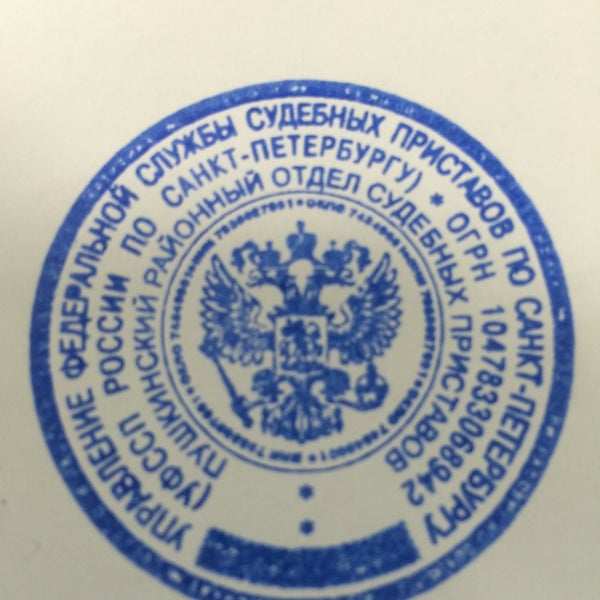 УПРАВЛЕНИЕ ФЕДЕРАЛЬНОЙ СЛУЖБЫ СУДЕБНЫХ ПРИСТАВОВ ПО САНКТ-ПЕТЕРБУРГУ
(УФССП РОССИИ ПО САНКТ-ПЕТЕРБУРГУ) * ОГРН 1047833068942
ПУШКИНСКИЙ РАЙОННЫЙ ОТДЕЛ СУДЕБНЫХ ПРИСТАВОВ
*
*